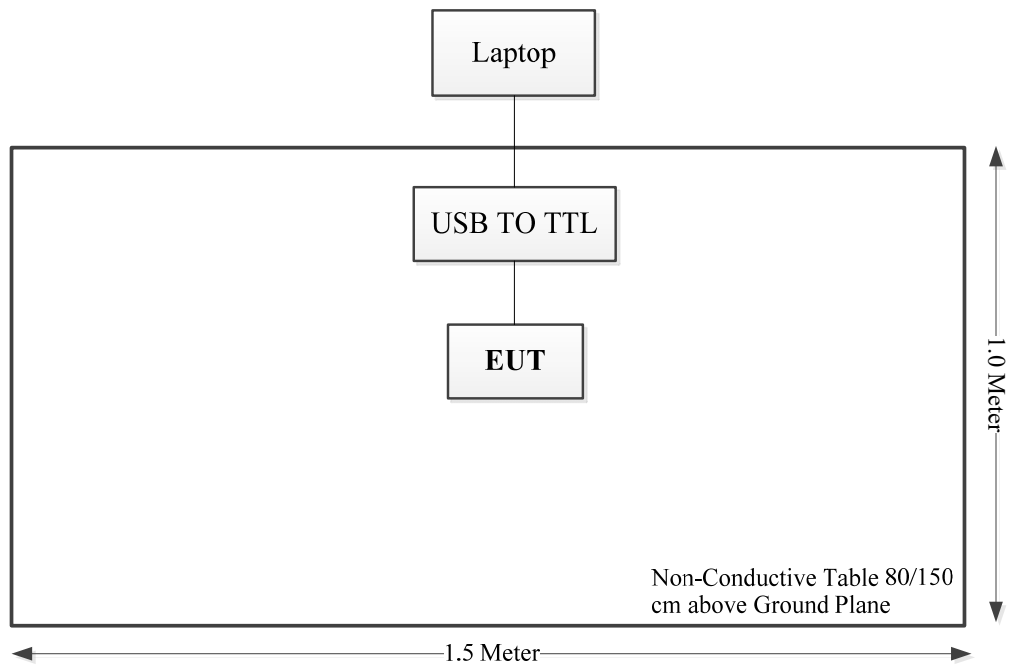 Laptop
USB TO TTL
EUT
1.0 Meter
Non-Conductive Table 80/150
cm above Ground Plane
1.5 Meter